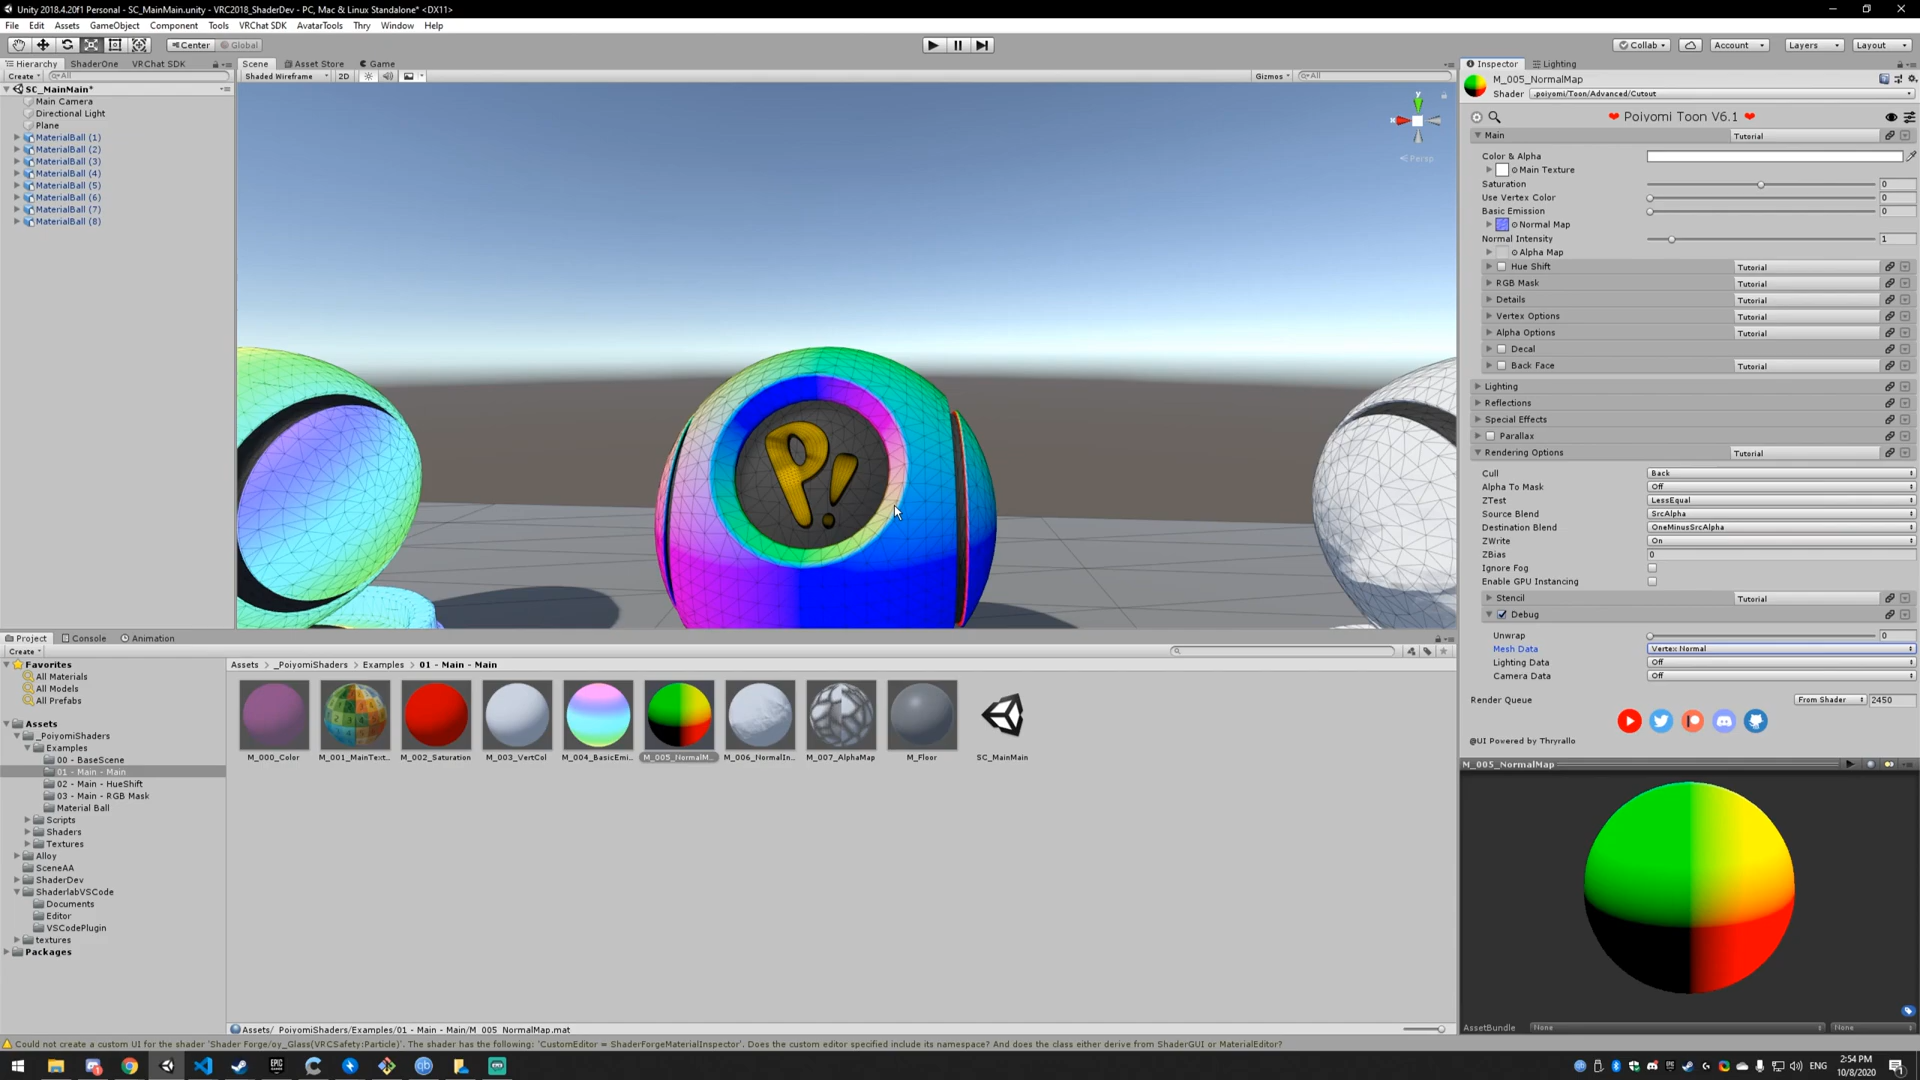 Unity 2018.4.20f1 Personal - SC_MainMain.unity - VRC2018_ShaderDev - PC, Mac & Linux Standalone* <DX11>
File Edit Assets GameObject Component Tools VRChat SDK AvatarTools Thry Window Help
Center Global Collab Account Layers Layout
Hierarchy ShaderOne VRChat SDK
Create All
SC_MainMain*
Main Camera
Directional Light
Plane
MaterialBall (1)
MaterialBall (2)
MaterialBall (3)
MaterialBall (4)
MaterialBall (5)
MaterialBall (6)
MaterialBall (7)
MaterialBall (8)
Scene Asset Store Game
Shaded Wireframe 2D Gizmos All
y
x
Persp
P!
Inspector Lighting
M_005_NormalMap
Shader .poiyomi/Toon/Advanced/Cutout
❤ Poiyomi Toon V6.1 ❤
Main Tutorial
Color & Alpha
Main Texture
Saturation 0
Use Vertex Color 0
Basic Emission 0
Normal Map
Normal Intensity 1
Alpha Map
Hue Shift Tutorial
RGB Mask Tutorial
Details Tutorial
Vertex Options Tutorial
Alpha Options Tutorial
Decal
Back Face Tutorial
Lighting
Reflections
Special Effects
Parallax
Rendering Options Tutorial
Cull Back
Alpha To Mask Off
ZTest LessEqual
Source Blend SrcAlpha
Destination Blend OneMinusSrcAlpha
ZWrite On
ZBias 0
Ignore Fog
Enable GPU Instancing
Stencil Tutorial
Debug
Unwrap 0
Mesh Data Vertex Normal
Lighting Data Off
Camera Data Off
Render Queue From Shader 2450
@UI Powered by Thryrallo
M_005_NormalMap
AssetBundle None None
Project Console Animation
Create
Favorites
All Materials
All Models
All Prefabs
Assets
_PoiyomiShaders
Examples
00 - BaseScene
01 - Main - Main
02 - Main - HueShift
03 - Main - RGB Mask
Material Ball
Scripts
Shaders
Textures
Alloy
SceneAA
ShaderDev
ShaderlabVSCode
Documents
Editor
VSCodePlugin
textures
Packages
Assets _PoiyomiShaders Examples 01 - Main - Main
M_000_Color M_001_MainText... M_002_Saturation M_003_VertCol M_004_BasicEmi... M_005_NormalM... M_006_NormalIn... M_007_AlphaMap M_Floor SC_MainMain
Assets/_PoiyomiShaders/Examples/01 - Main - Main/M_005_NormalMap.mat
Could not create a custom UI for the shader 'Shader Forge/oy_Glass(VRCSafety:Particle)'. The shader has the following: 'CustomEditor = ShaderForgeMaterialInspector'. Does the custom editor specified include its namespace? And does the class either derive from ShaderGUI or MaterialEditor?
EPIC
ENG
2:54 PM
10/8/2020